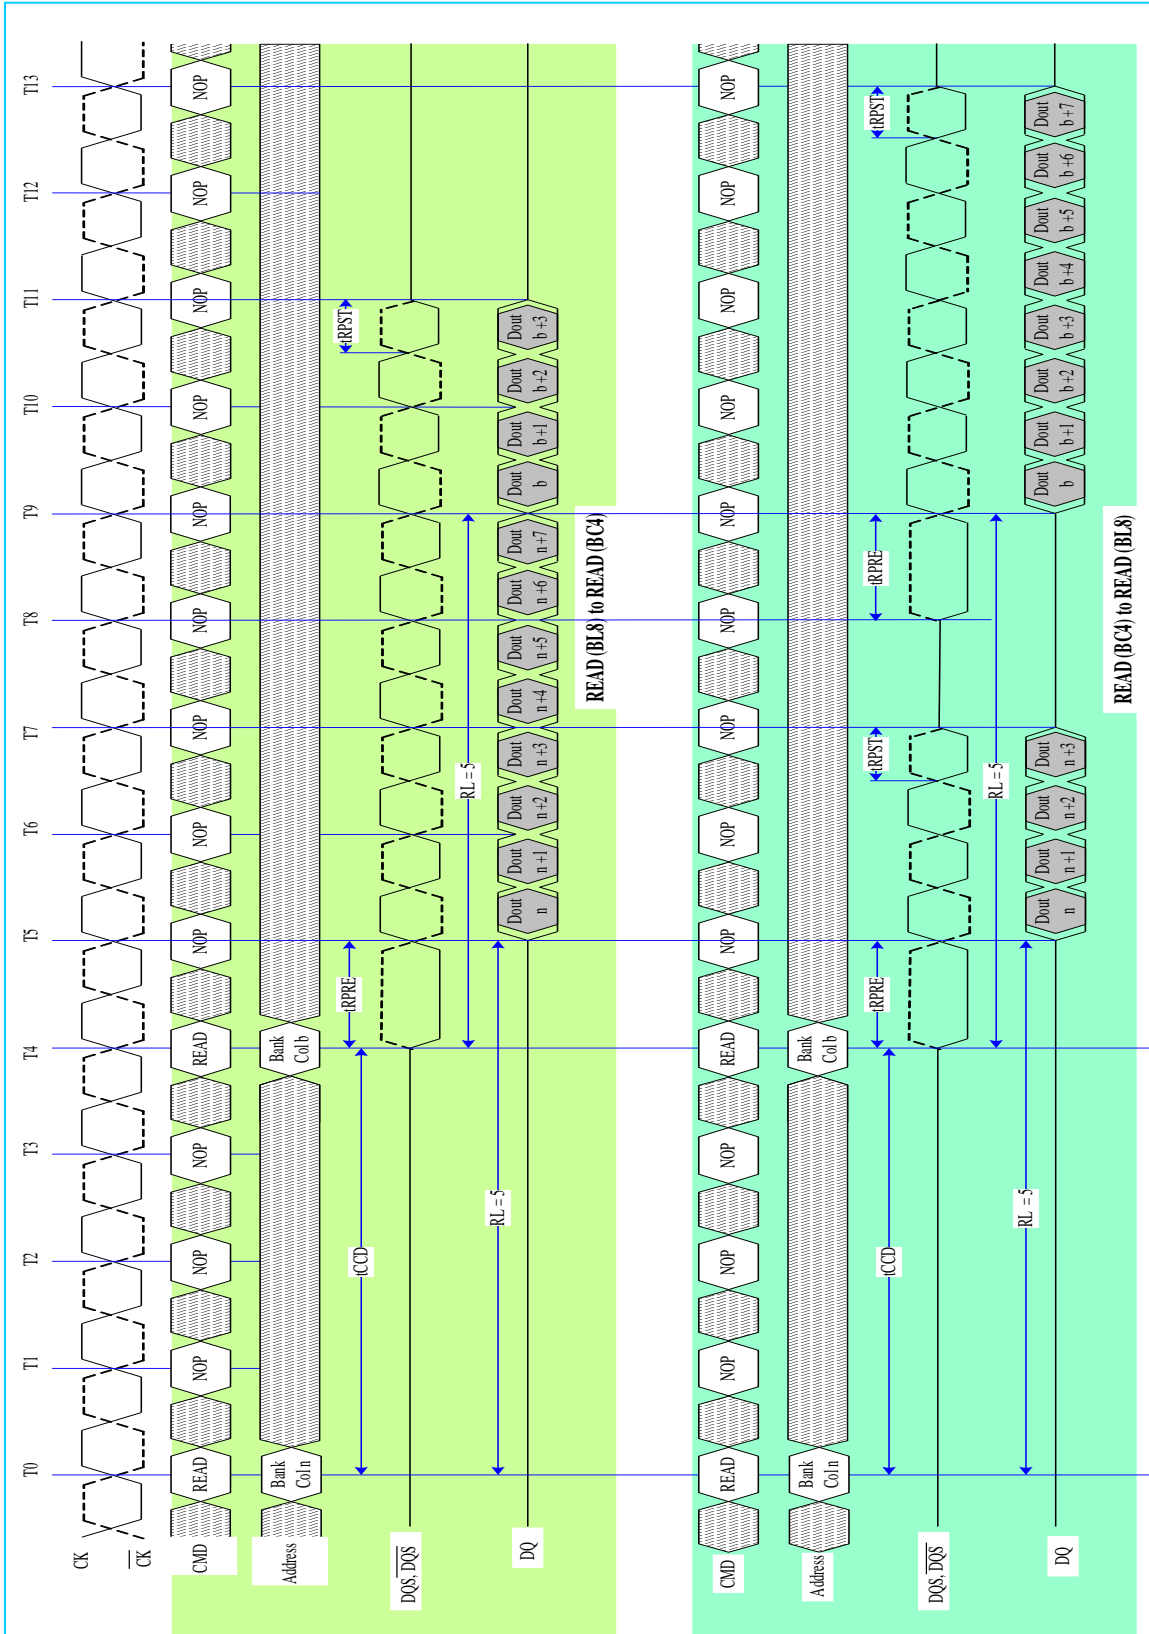 T0 T1 T2 T3 T4 T5 T6 T7 T8 T9 T10 T11 T12 T13
CK
CK
CMD READ NOP NOP NOP READ NOP NOP NOP NOP NOP NOP NOP NOP NOP
Address Bank Col n Bank Col b
tCCD tRPRE tRPST
DQS, DQS
RL = 5
RL = 5
DQ Dout n Dout n+1 Dout n+2 Dout n+3 Dout n+4 Dout n+5 Dout n+6 Dout n+7 Dout b Dout b+1 Dout b+2 Dout b+3
READ (BL8) to READ (BC4)
CMD READ NOP NOP NOP READ NOP NOP NOP NOP NOP NOP NOP NOP NOP
Address Bank Col n Bank Col b
tCCD tRPRE tRPST tRPRE tRPST
DQS, DQS
RL = 5
RL = 5
DQ Dout n Dout n+1 Dout n+2 Dout n+3 Dout b Dout b+1 Dout b+2 Dout b+3 Dout b+4 Dout b+5 Dout b+6 Dout b+7
READ (BC4) to READ (BL8)